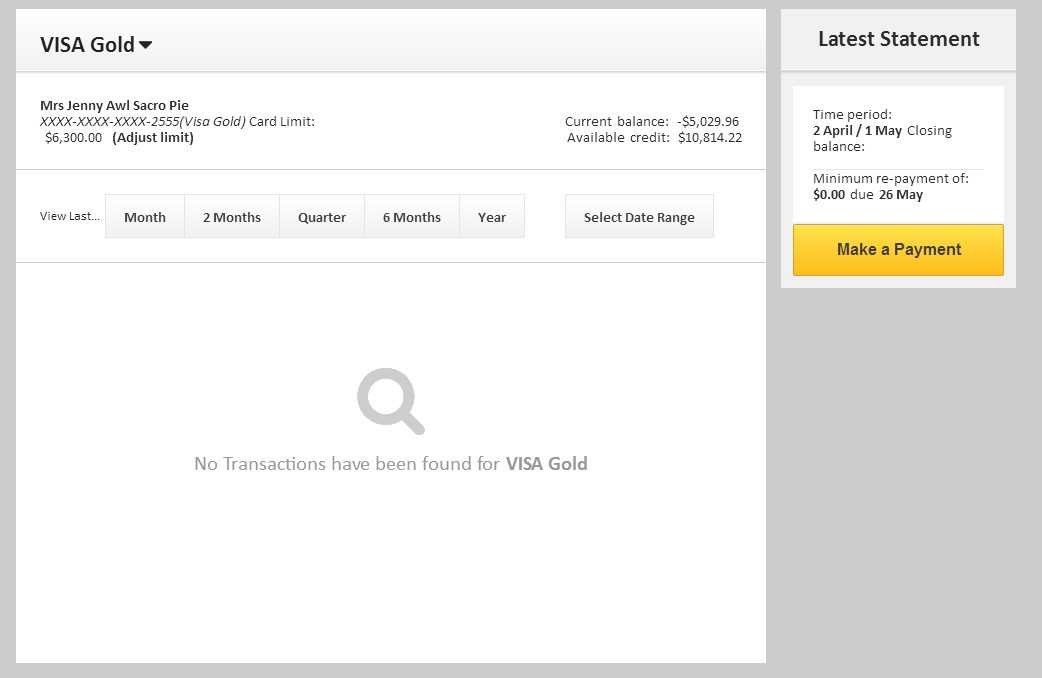 VISA Gold
Mrs Jenny Awl Sacro Pie
XXXX-XXXX-XXXX-2555(Visa Gold) Card Limit:
$6,300.00 (Adjust limit)
Current balance: -$5,029.96
Available credit: $10,814.22
View Last... Month 2 Months Quarter 6 Months Year Select Date Range
No Transactions have been found for VISA Gold
Latest Statement
Time period:
2 April / 1 May Closing
balance:
Minimum re-payment of:
$0.00 due 26 May
Make a Payment